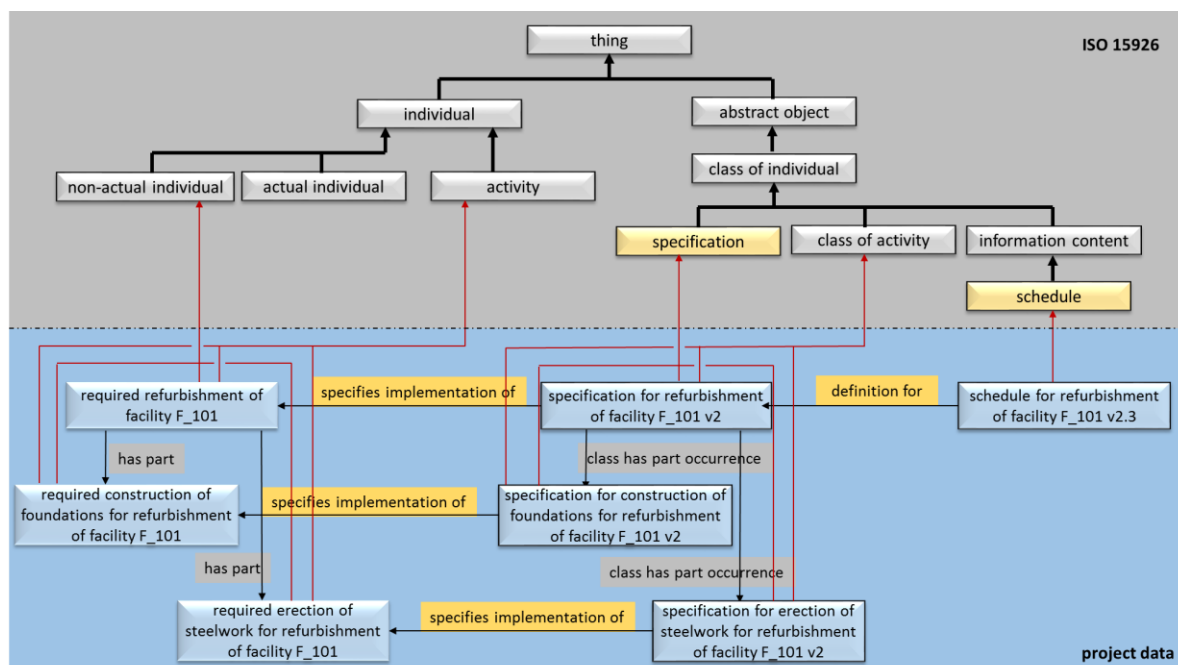 thing
ISO 15926
individual
abstract object
class of individual
non-actual individual
actual individual
activity
specification
class of activity
information content
schedule
required refurbishment of
facility F_101
specifies implementation of
specification for refurbishment
of facility F_101 v2
definition for
schedule for refurbishment
of facility F_101 v2.3
has part
class has part occurrence
required construction of
foundations for refurbishment
of facility F_101
specifies implementation of
specification for construction of
foundations for refurbishment
of facility F_101 v2
has part
class has part occurrence
required erection of
steelwork for refurbishment
of facility F_101
specifies implementation of
specification for erection of
steelwork for refurbishment
of facility F_101 v2
project data